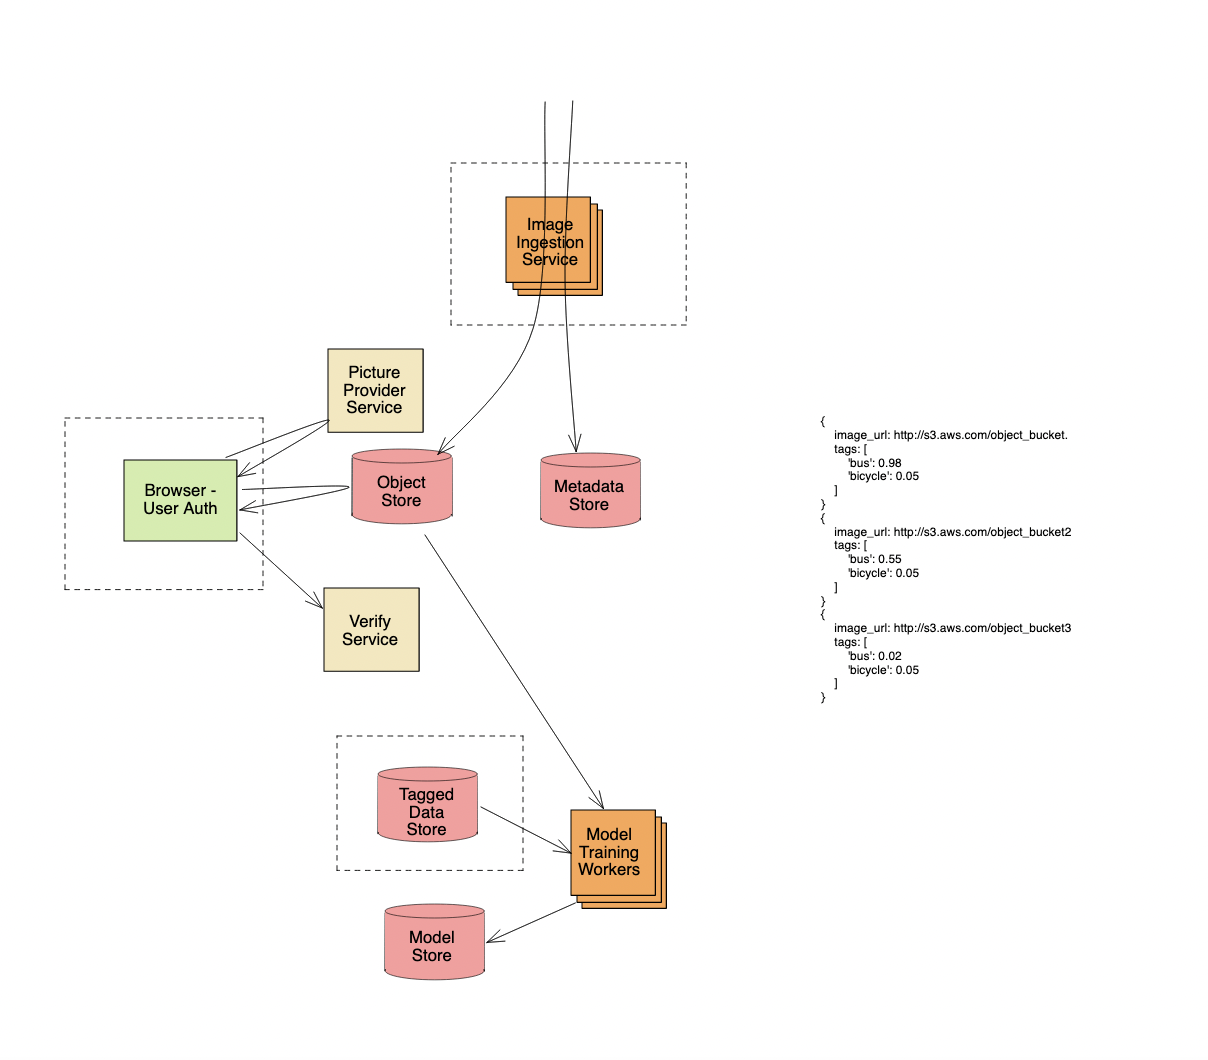 Image
Ingestion
Service
Picture
Provider
Service
Browser -
User Auth
Object
Store
Metadata
Store
Verify
Service
Tagged
Data
Store
Model
Training
Workers
Model
Store
{
image_url: http://s3.aws.com/object_bucket.
tags: [
'bus': 0.98
'bicycle': 0.05
]
}
{
image_url: http://s3.aws.com/object_bucket2
tags: [
'bus': 0.55
'bicycle': 0.05
]
}
{
image_url: http://s3.aws.com/object_bucket3
tags: [
'bus': 0.02
'bicycle': 0.05
]
}